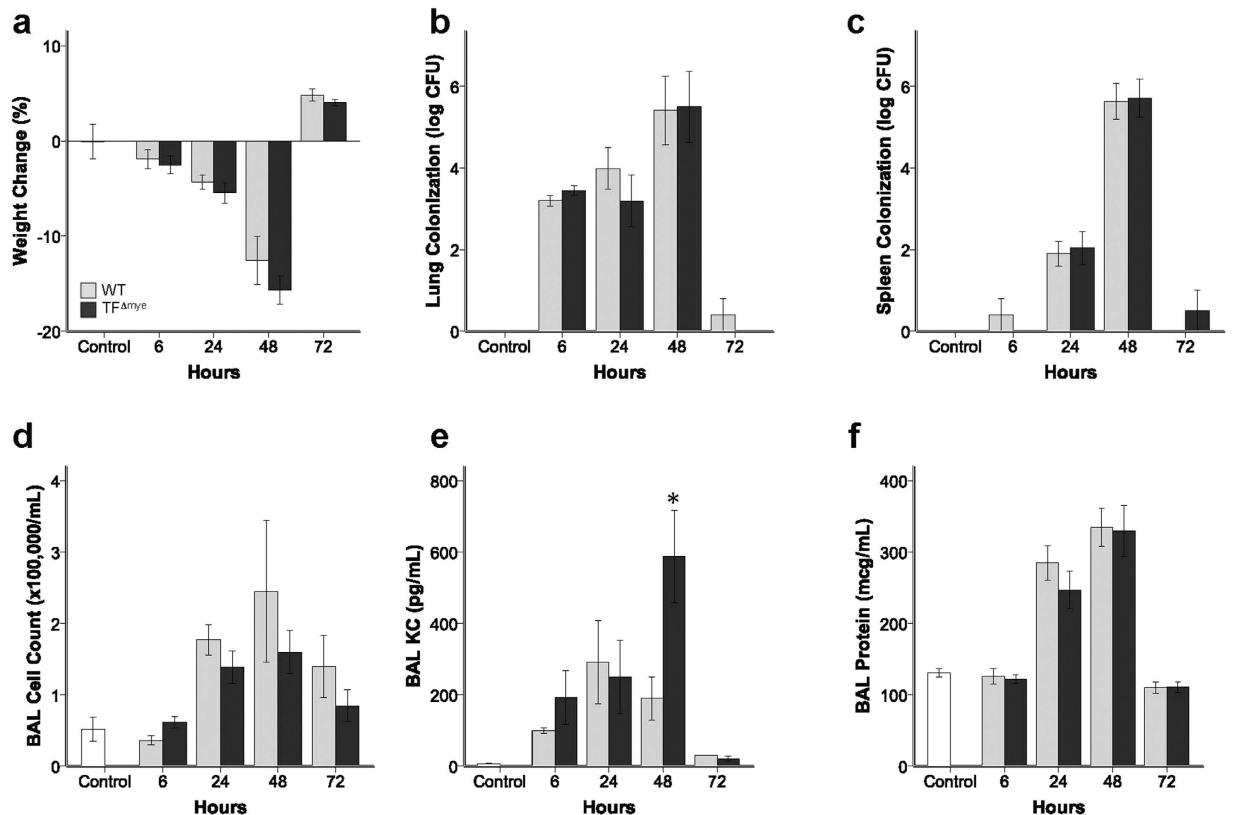 a
Weight Change (%)
10
0
-10
-20
WT
TFΔmye
Control 6 24 48 72
Hours
b
Lung Colonization (log CFU)
6
4
2
0
Control 6 24 48 72
Hours
c
Spleen Colonization (log CFU)
6
4
2
0
Control 6 24 48 72
Hours
d
BAL Cell Count (x100,000/mL)
4
3
2
1
0
Control 6 24 48 72
Hours
e
BAL KC (pg/mL)
800
600
400
200
0
*
Control 6 24 48 72
Hours
f
BAL Protein (mcg/mL)
400
300
200
100
0
Control 6 24 48 72
Hours